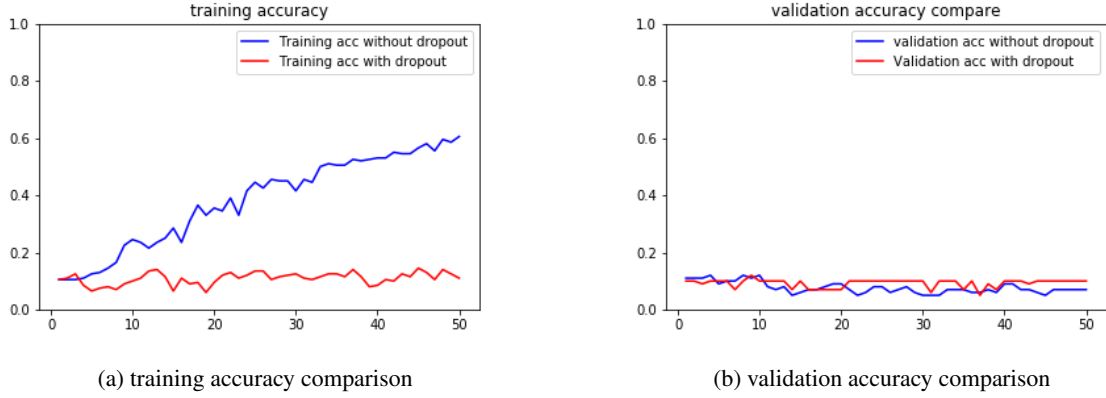 training accuracy
1.0
0.8
0.6
0.4
0.2
0.0
Training acc without dropout
Training acc with dropout
0 10 20 30 40 50
(a) training accuracy comparison
validation accuracy compare
1.0
0.8
0.6
0.4
0.2
0.0
validation acc without dropout
Validation acc with dropout
0 10 20 30 40 50
(b) validation accuracy comparison